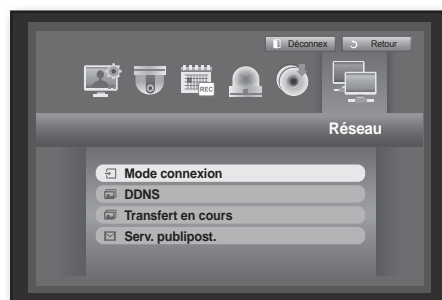 Déconnex
Retour
REC
Réseau
Mode connexion
DDNS
Transfert en cours
Serv. publipost.